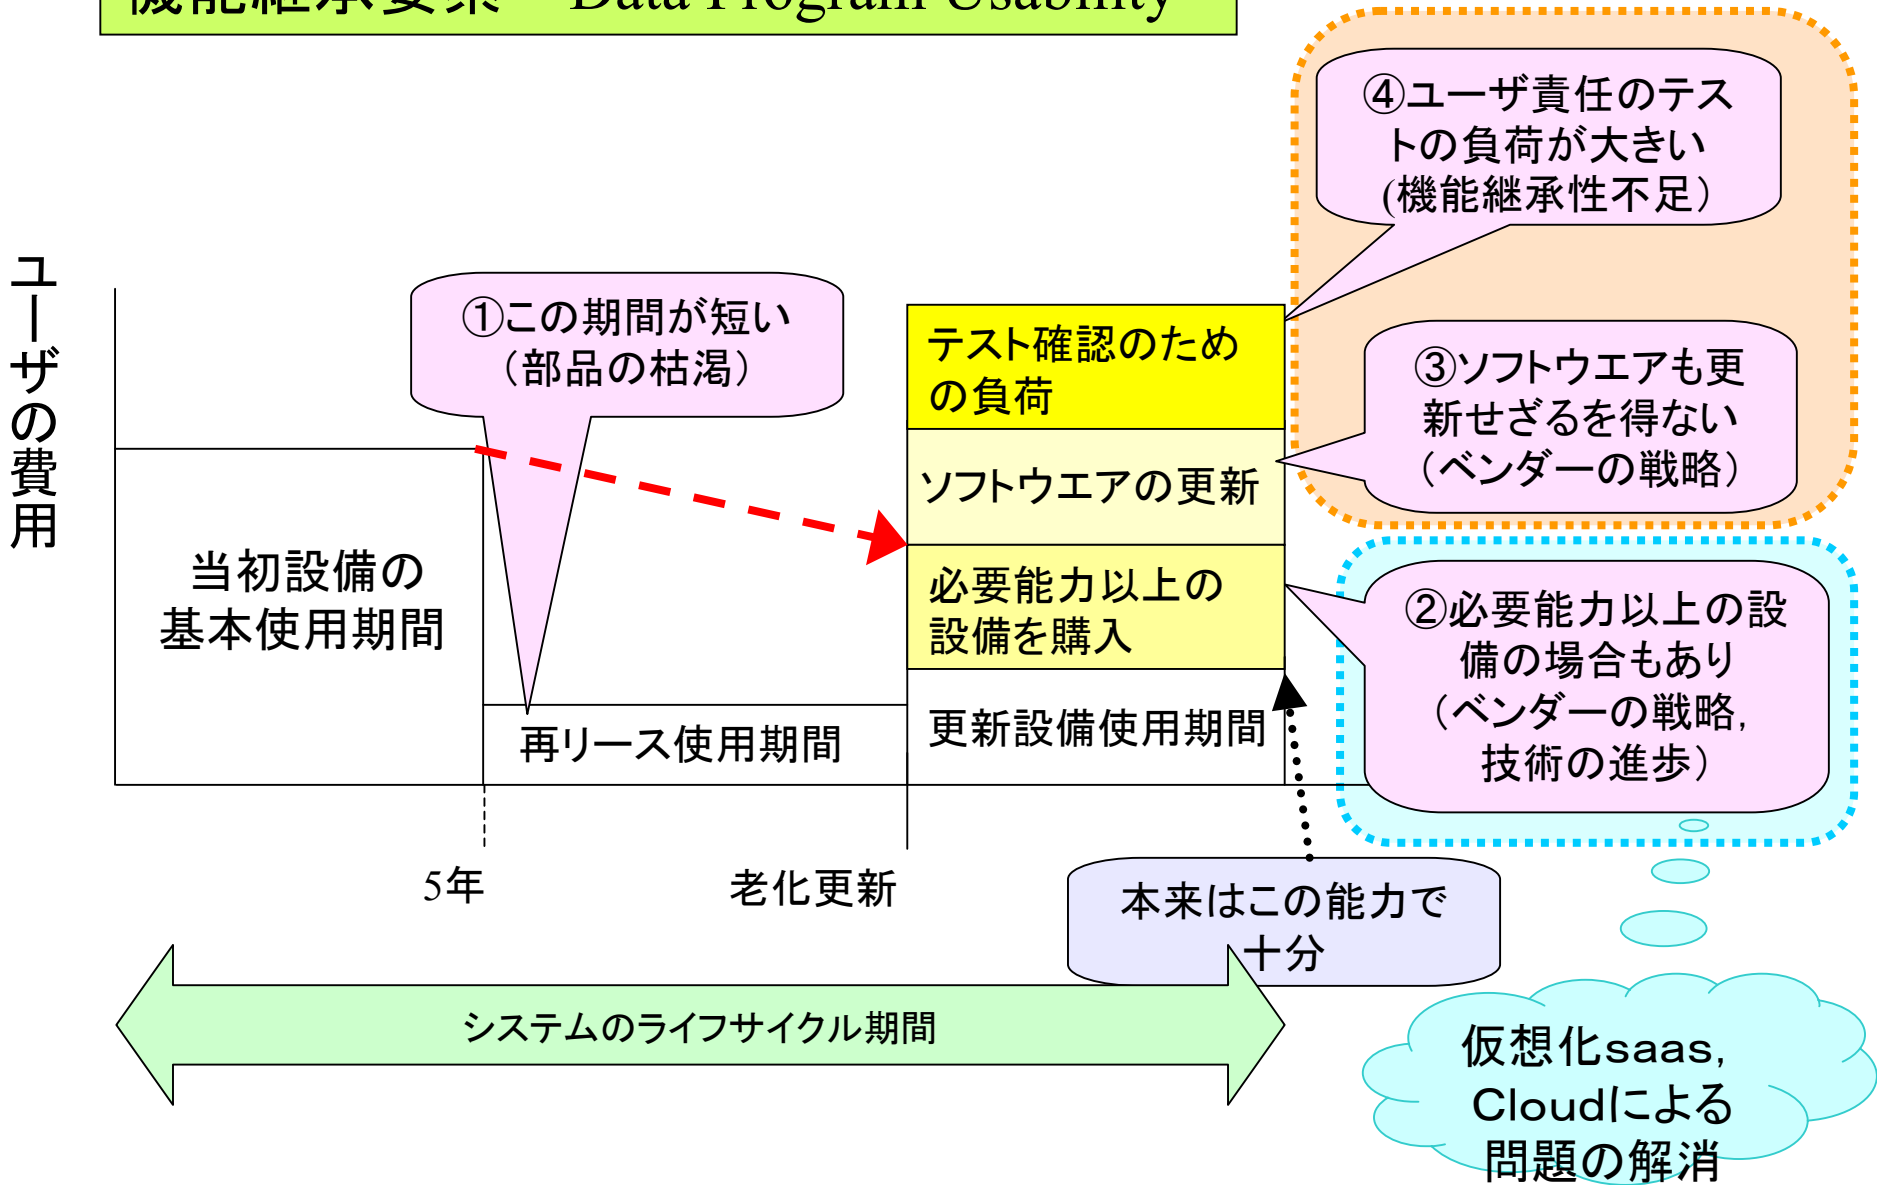 機能継承要素　Data Program Usability
④ユーザ責任のテス
トの負荷が大きい
(機能継承性不足）
ユーザの費用
①この期間が短い
（部品の枯渇）
テスト確認のため
の負荷
③ソフトウエアも更
新せざるを得ない
（ベンダーの戦略）
ソフトウエアの更新
当初設備の
基本使用期間
必要能力以上の
設備を購入
②必要能力以上の設
備の場合もあり
（ベンダーの戦略,
技術の進歩）
再リース使用期間
更新設備使用期間
5年
老化更新
本来はこの能力で
十分
システムのライフサイクル期間
仮想化saas,
Cloudによる
問題の解消